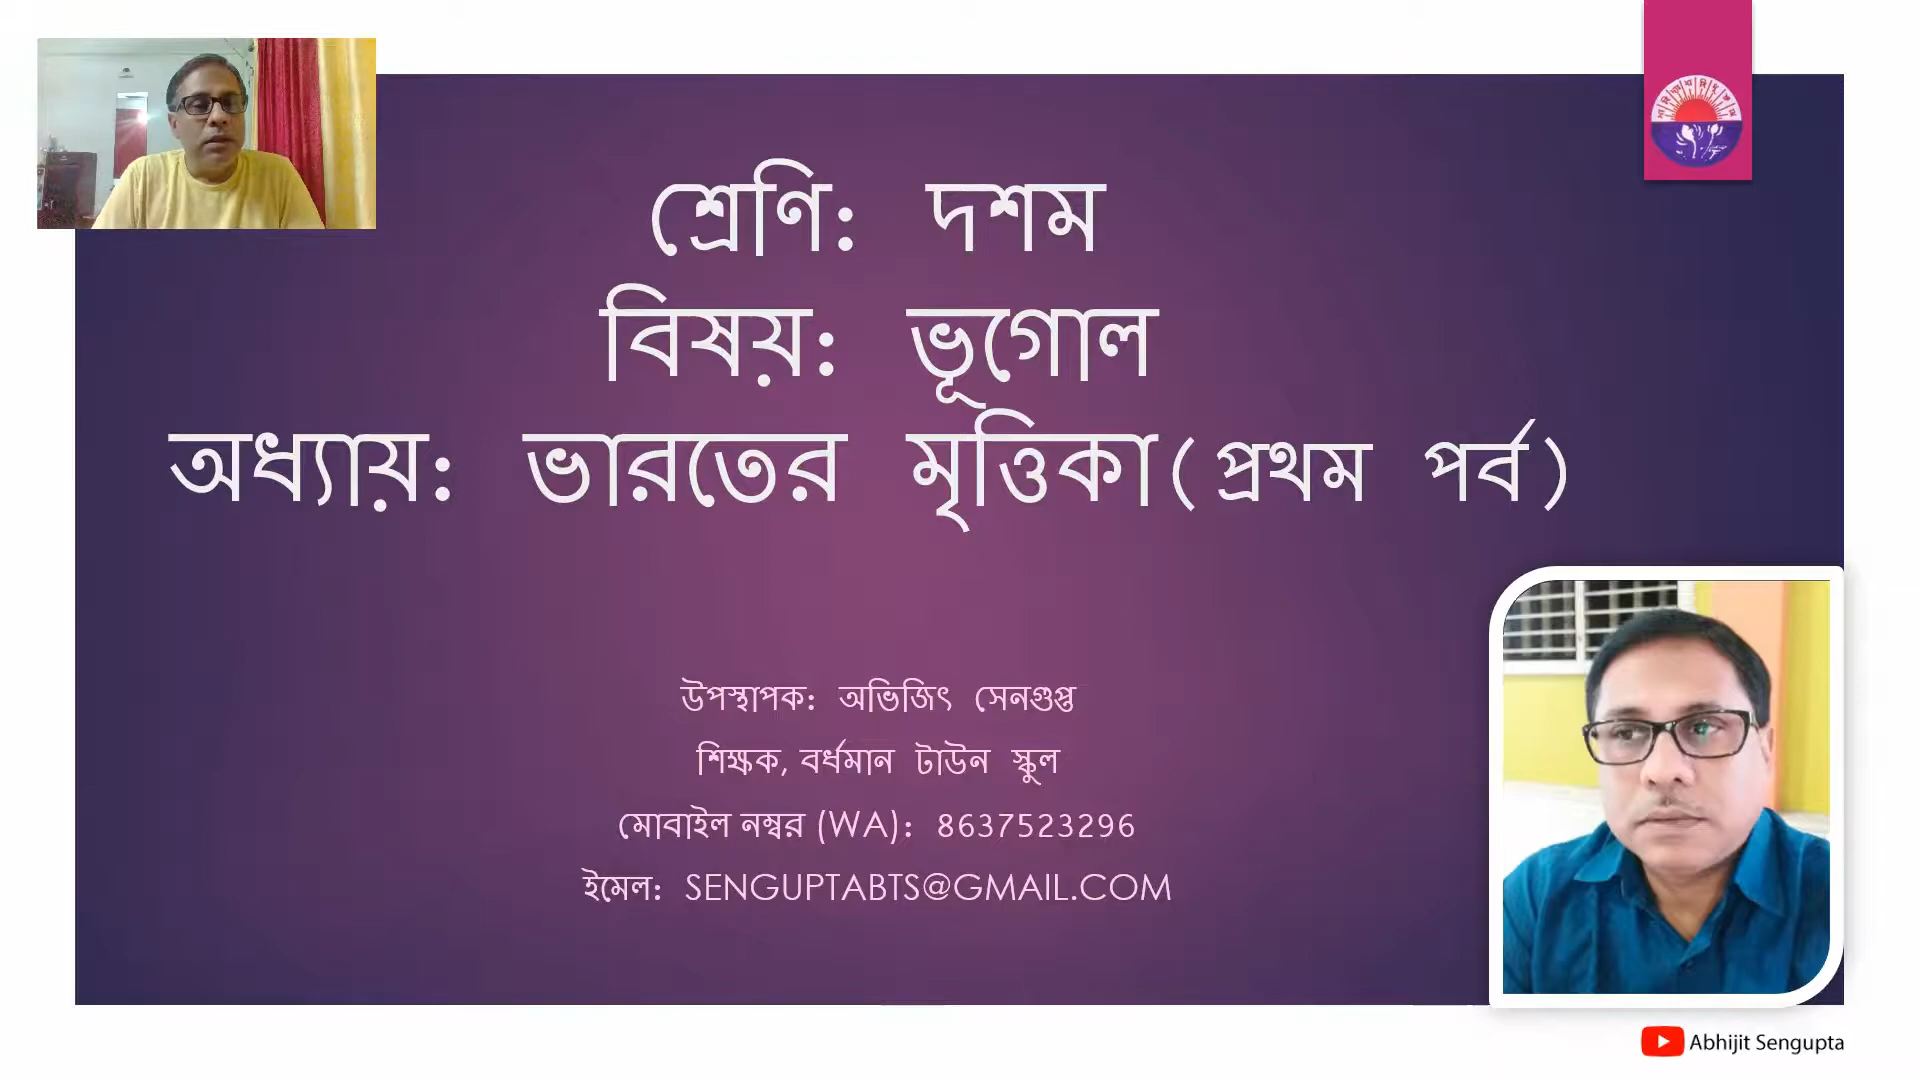 শ্রেণি: দশম
বিষয়: ভূগোল
অধ্যায়: ভারতের মৃত্তিকা(প্রথম পর্ব)
উপস্থাপক: অভিজিৎ সেনগুপ্ত
শিক্ষক, বর্ধমান টাউন স্কুল
মোবাইল নম্বর (WA): 8637523296
ইমেল: SENGUPTABTS@GMAIL.COM
Abhijit Sengupta